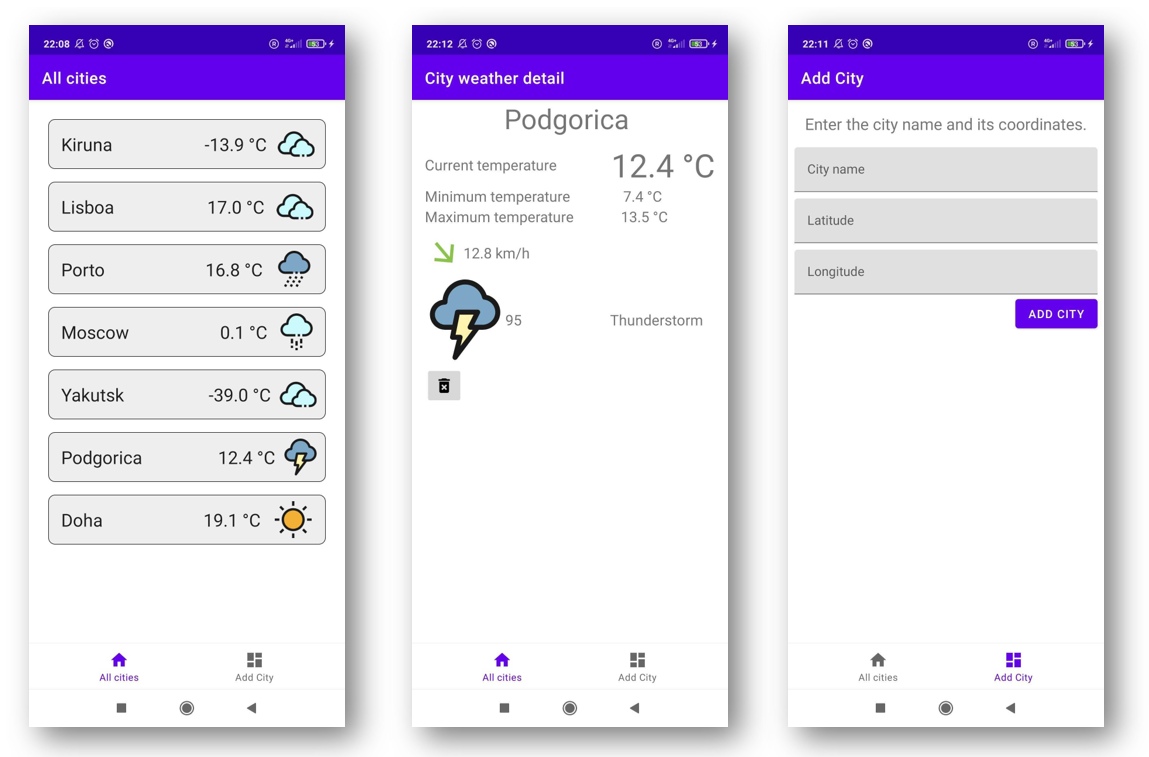 22:08
All cities
Kiruna -13.9 °C
Lisboa 17.0 °C
Porto 16.8 °C
Moscow 0.1 °C
Yakutsk -39.0 °C
Podgorica 12.4 °C
Doha 19.1 °C
All cities Add City
22:12
City weather detail
Podgorica
Current temperature 12.4 °C
Minimum temperature 7.4 °C
Maximum temperature 13.5 °C
12.8 km/h
95 Thunderstorm
All cities Add City
22:11
Add City
Enter the city name and its coordinates.
City name
Latitude
Longitude
ADD CITY
All cities Add City